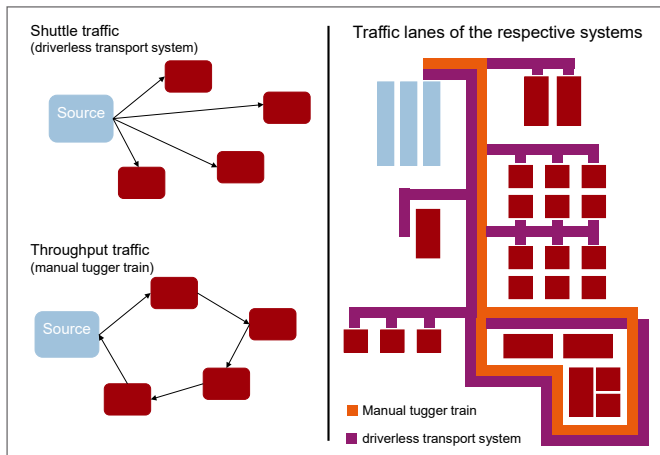 Shuttle traffic
(driverless transport system)
Source
Throughput traffic
(manual tugger train)
Source
Traffic lanes of the respective systems
Manual tugger train
driverless transport system